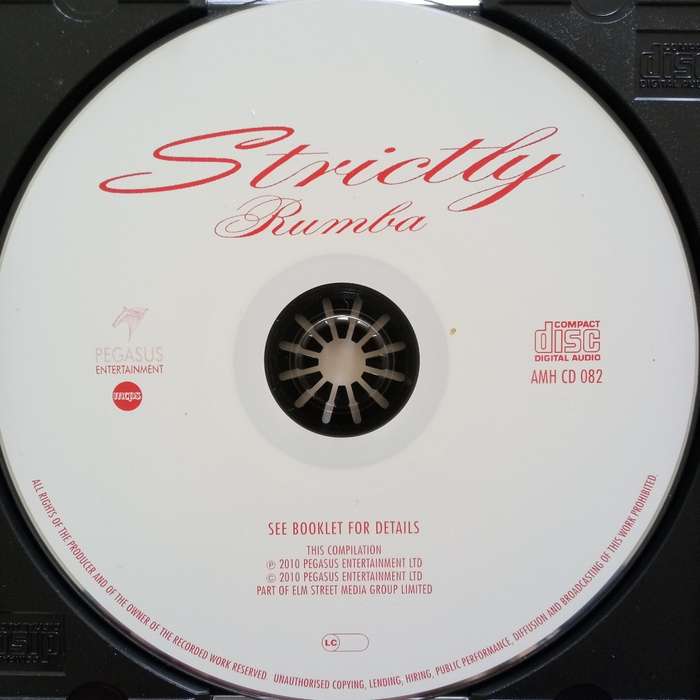 Strictly
Rumba
PEGASUS
ENTERTAINMENT
mcps
COMPACT
disc
DIGITAL AUDIO
AMH CD 082
SEE BOOKLET FOR DETAILS
THIS COMPILATION
℗ 2010 PEGASUS ENTERTAINMENT LTD
© 2010 PEGASUS ENTERTAINMENT LTD
PART OF ELM STREET MEDIA GROUP LIMITED
LC
ALL RIGHTS OF THE PRODUCER AND OF THE OWNER OF THE RECORDED WORK RESERVED UNAUTHORISED COPYING, LENDING, HIRING, PUBLIC PERFORMANCE, DIFFUSION AND BROADCASTING OF THIS WORK PROHIBITED.